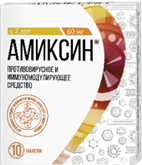 с 7 лет
60 мг
АМИКСИН®
ПРОТИВОВИРУСНОЕ И
ИММУНОМОДУЛИРУЮЩЕЕ
СРЕДСТВО
10 ТАБЛЕТОК